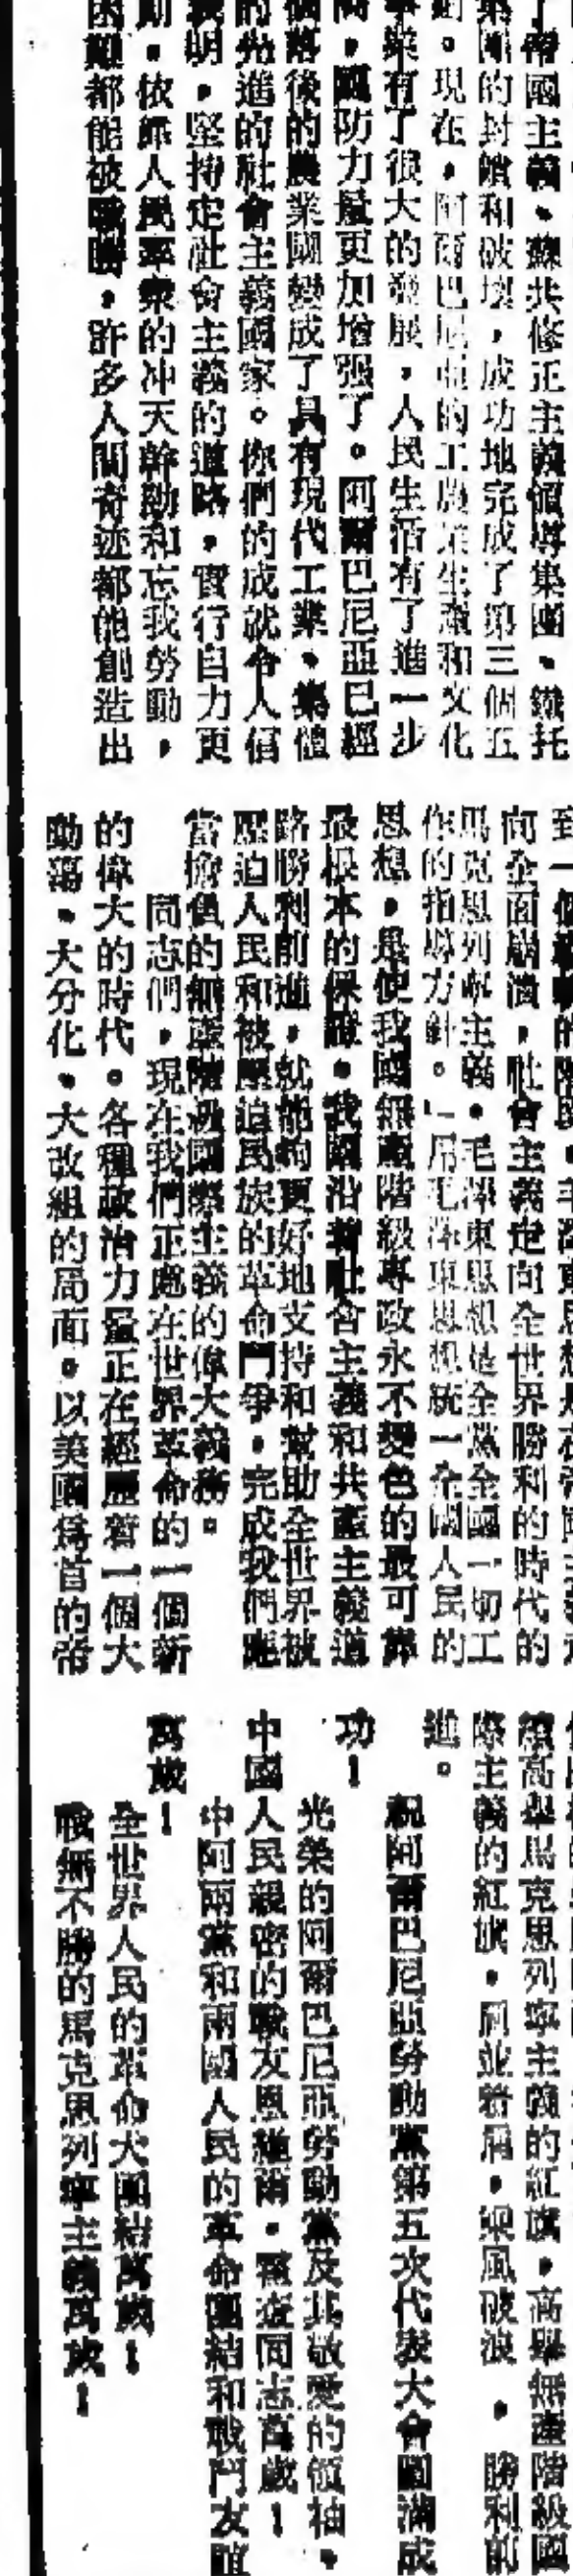 了帝國主義、蘇共修正主義領導集團、鐵托
集團的封鎖和破壞，成功地完成了第三個五
。現在，阿爾巴尼亞的工農業生產和文化
事業有了很大的發展，人民生活有了進一步
高，國防力量更加增强了。阿爾巴尼亞已經
個落後的農業國變成了具有現代工業、集體
的先進的社會主義國家。你們的成就令人信
明，堅持定社會主義的道路，實行自力更
動。依靠人民羣衆的冲天幹勁和忘我勞動，
困難都能被戰勝，許多人間奇迹都能創造出
到一個
向全面崩潰，社會主義走向全世界勝利的時代的
馬克思列寧主義。毛澤東思想是全黨全國一切工
作的指導方針。」用毛澤東思想統一全國人民的
思想，是使我國無產階級專政永不變色的最可靠
最根本的保證。我國沿着社會主義和共產主義道
路勝利前進，就能夠更好地支持和幫助全世界被
壓迫人民和被壓迫民族的革命鬥爭，完成我們應
當擔負的無產階級國際主義的偉大義務。
同志們，現在我們正處在世界革命的一個新
的偉大的時代。各種政治力量正在經歷着一個大
動蕩、大分化、大改組的局面。以美國爲首的帝
高舉馬克思列寧主義的紅旗，高舉無產階級國
際主義的紅旗，肩並着肩，乘風破浪，勝利前
進。
祝阿爾巴尼亞勞動黨第五次代表大會圓滿成
功！
光榮的阿爾巴尼亞勞動黨及其敬愛的領袖、
中國人民親密的戰友恩維爾·霍查同志萬歲！
中阿兩黨和兩國人民的革命團結和戰鬥友誼
萬歲！
全世界人民的革命大團結萬歲！
戰無不勝的馬克思列寧主義萬歲！